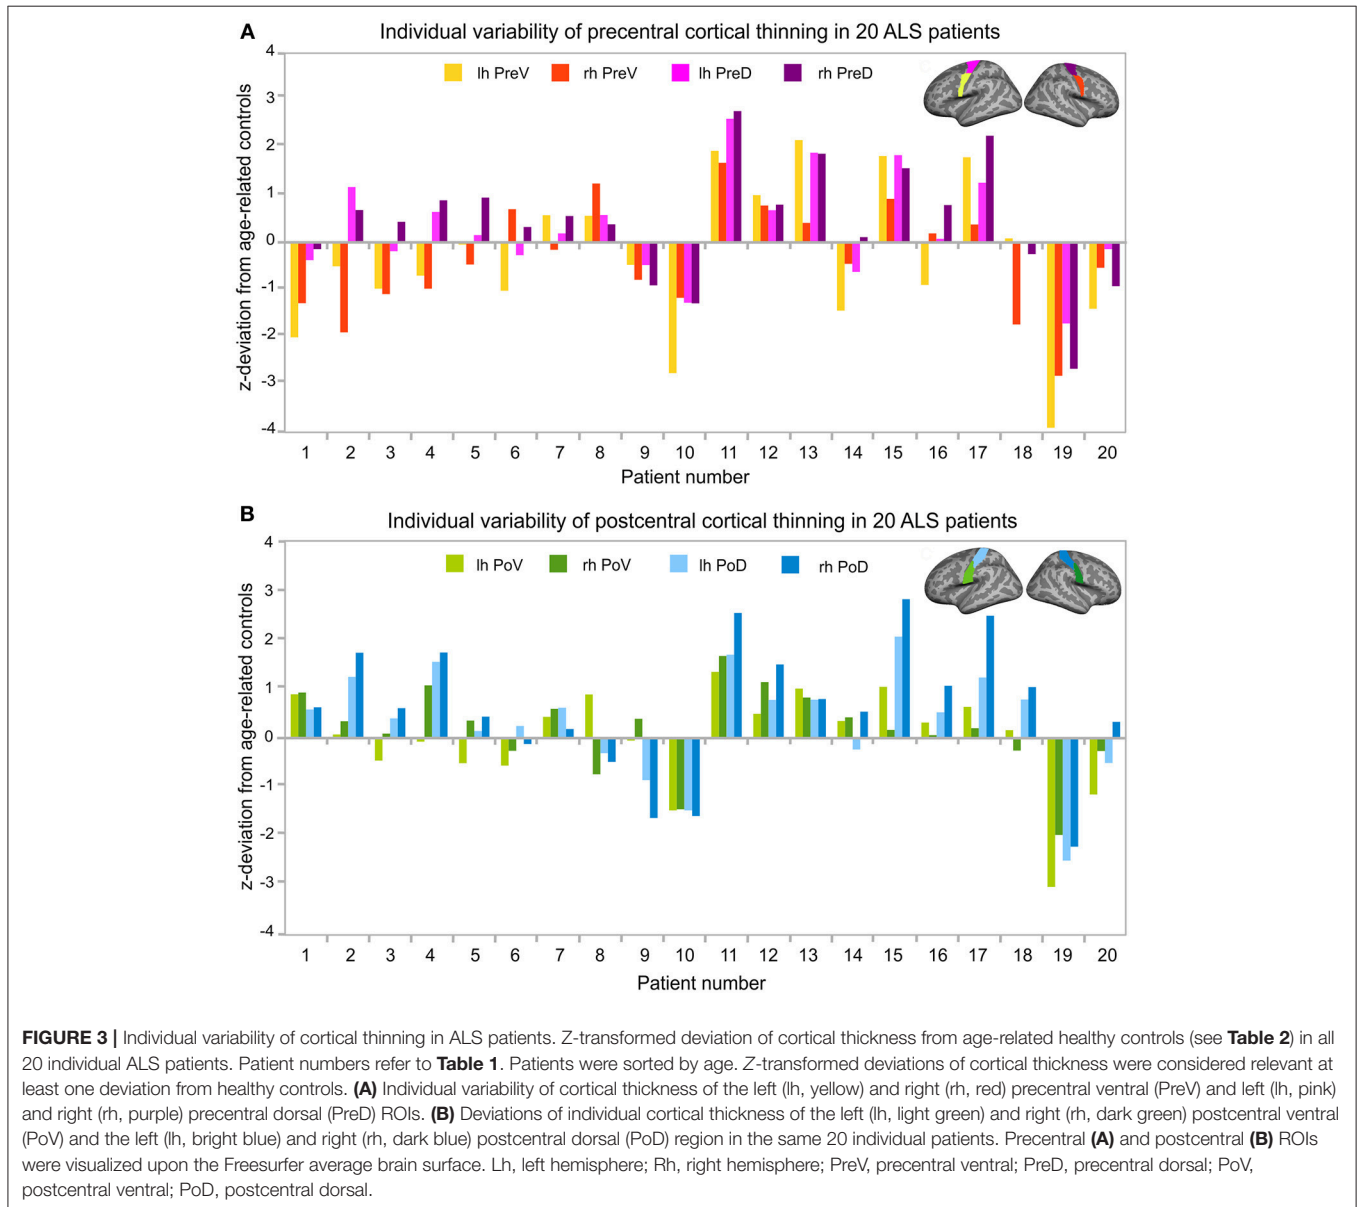 A
Individual variability of precentral cortical thinning in 20 ALS patients
lh PreV rh PreV lh PreD rh PreD
z-deviation from age-related controls
4
3
2
1
0
-1
-2
-3
-4
1 2 3 4 5 6 7 8 9 10 11 12 13 14 15 16 17 18 19 20
Patient number
B
Individual variability of postcentral cortical thinning in 20 ALS patients
lh PoV rh PoV lh PoD rh PoD
z-deviation from age-related controls
4
3
2
1
0
-1
-2
-3
-4
1 2 3 4 5 6 7 8 9 10 11 12 13 14 15 16 17 18 19 20
Patient number
FIGURE 3 | Individual variability of cortical thinning in ALS patients. Z-transformed deviation of cortical thickness from age-related healthy controls (see Table 2) in all
20 individual ALS patients. Patient numbers refer to Table 1. Patients were sorted by age. Z-transformed deviations of cortical thickness were considered relevant at
least one deviation from healthy controls. (A) Individual variability of cortical thickness of the left (lh, yellow) and right (rh, red) precentral ventral (PreV) and left (lh, pink)
and right (rh, purple) precentral dorsal (PreD) ROIs. (B) Deviations of individual cortical thickness of the left (lh, light green) and right (rh, dark green) postcentral ventral
(PoV) and the left (lh, bright blue) and right (rh, dark blue) postcentral dorsal (PoD) region in the same 20 individual patients. Precentral (A) and postcentral (B) ROIs
were visualized upon the Freesurfer average brain surface. Lh, left hemisphere; Rh, right hemisphere; PreV, precentral ventral; PreD, precentral dorsal; PoV,
postcentral ventral; PoD, postcentral dorsal.